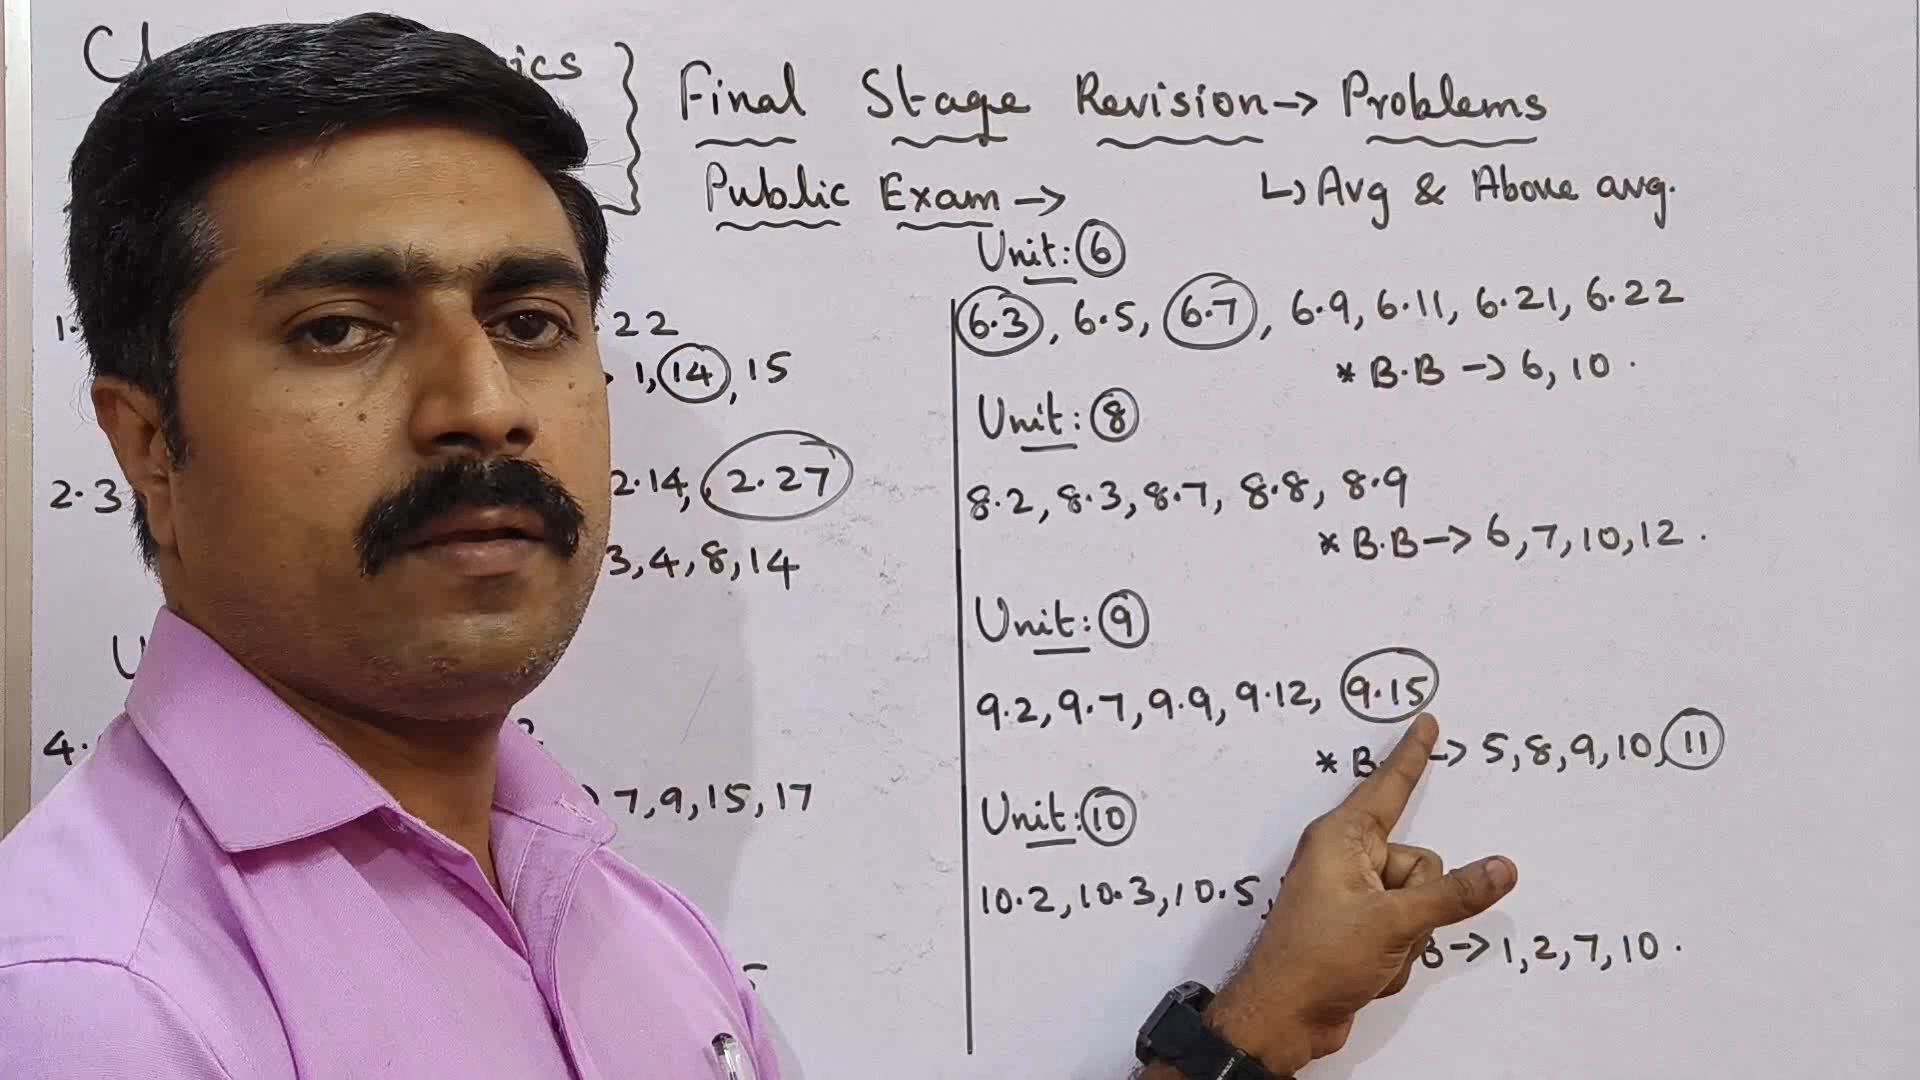 Final Stage Revision → Problems
Public Exam →
↳ Avg & Above avg.
22
1, 14, 15
2.3
2.14, 2.27
3, 4, 8, 14
4.
7, 9, 15, 17
Unit: 6
6.3, 6.5, 6.7, 6.9, 6.11, 6.21, 6.22
* B.B → 6, 10.
Unit: 8
8.2, 8.3, 8.7, 8.8, 8.9
* B.B → 6, 7, 10, 12.
Unit: 9
9.2, 9.7, 9.9, 9.12, 9.15
* B. → 5, 8, 9, 10, 11
Unit: 10
10.2, 10.3, 10.5,
B → 1, 2, 7, 10.